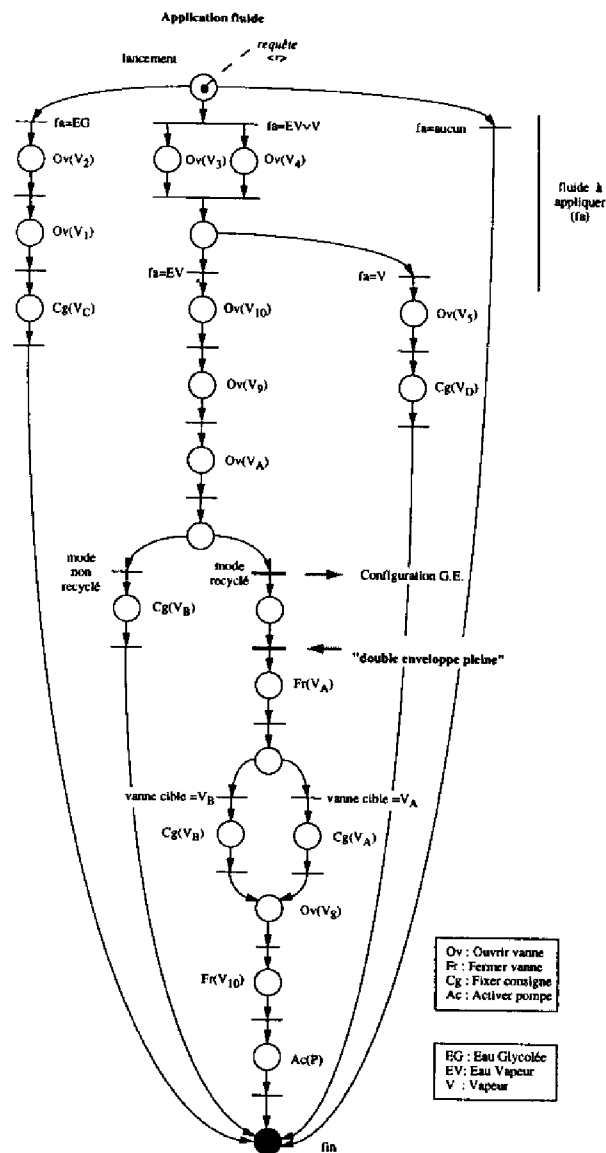 Application fluide
requête
<r>
lancement
fa=EG
fa=EV∨V
fa=aucun
Ov(V2)
Ov(V3)
Ov(V4)
fluide à
appliquer
(fa)
Ov(V1)
fa=EV
fa=V
Cg(VC)
Ov(V10)
Ov(V5)
Ov(V9)
Cg(VD)
Ov(VA)
mode
non
recyclé
mode
recyclé
Configuration G.E.
Cg(VB)
"double enveloppe pleine"
Fr(VA)
vanne cible =VB
vanne cible =VA
Cg(VB)
Cg(VA)
Ov(V8)
Ov : Ouvrir vanne
Fr : Fermer vanne
Cg : Fixer consigne
Ac : Activer pompe
Fr(V10)
Ac(P)
EG : Eau Glycolée
EV: Eau Vapeur
V : Vapeur
fin